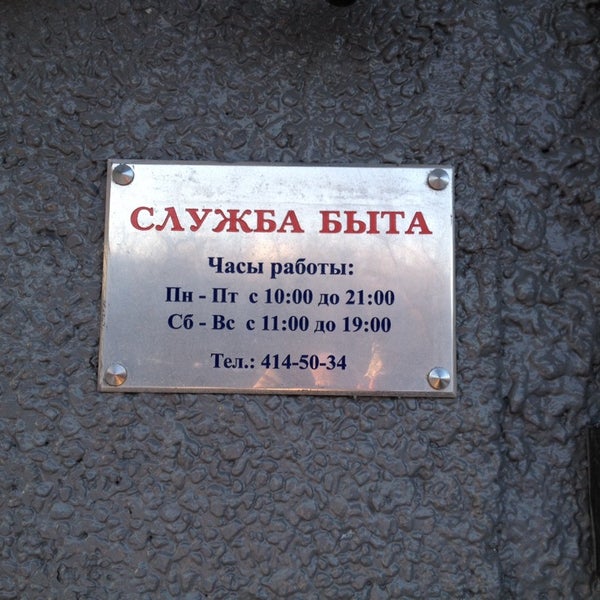 СЛУЖБА БЫТА
Часы работы:
Пн - Пт с 10:00 до 21:00
Сб - Вс с 11:00 до 19:00
Тел.: 414-50-34